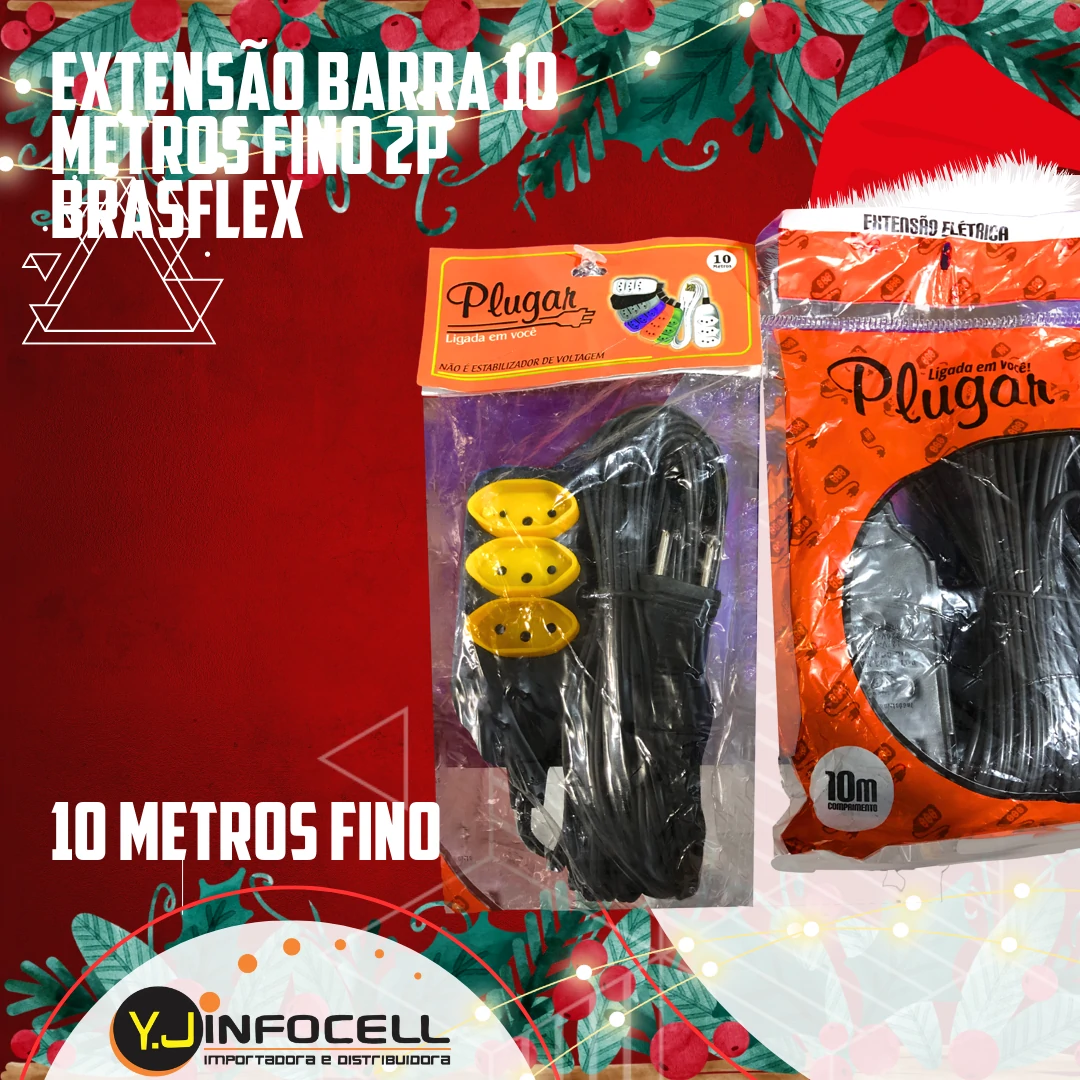 EXTENSÃO BARRA 10
METROS FINO 2P
BRASFLEX
EXTENSÃO ELÉTRICA
10
METROS
Plugar
Ligada em você
NÃO É ESTABILIZADOR DE VOLTAGEM
Ligada em você!
Plugar
10m
COMPRIMENTO
10 METROS FINO
Y.J INFOCELL
IMPORTADORA E DISTRIBUIDORA